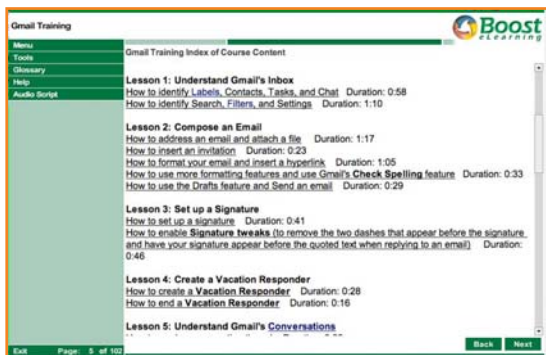 Gmail Training
Boost
eLearning
Menu
Tools
Glossary
Help
Audio Script
Gmail Training Index of Course Content
Lesson 1: Understand Gmail's Inbox
How to identify Labels, Contacts, Tasks, and Chat Duration: 0:58
How to identify Search, Filters, and Settings Duration: 1:10
Lesson 2: Compose an Email
How to address an email and attach a file Duration: 1:17
How to insert an invitation Duration: 0:23
How to format your email and insert a hyperlink Duration: 1:05
How to use more formatting features and use Gmail's Check Spelling feature Duration: 0:33
How to use the Drafts feature and Send an email Duration: 0:29
Lesson 3: Set up a Signature
How to set up a signature Duration: 0:41
How to enable Signature tweaks (to remove the two dashes that appear before the signature
and have your signature appear before the quoted text when replying to an email) Duration:
0:46
Lesson 4: Create a Vacation Responder
How to create a Vacation Responder Duration: 0:28
How to end a Vacation Responder Duration: 0:16
Lesson 5: Understand Gmail's Conversations
Exit Page: 5 of 102
Back Next